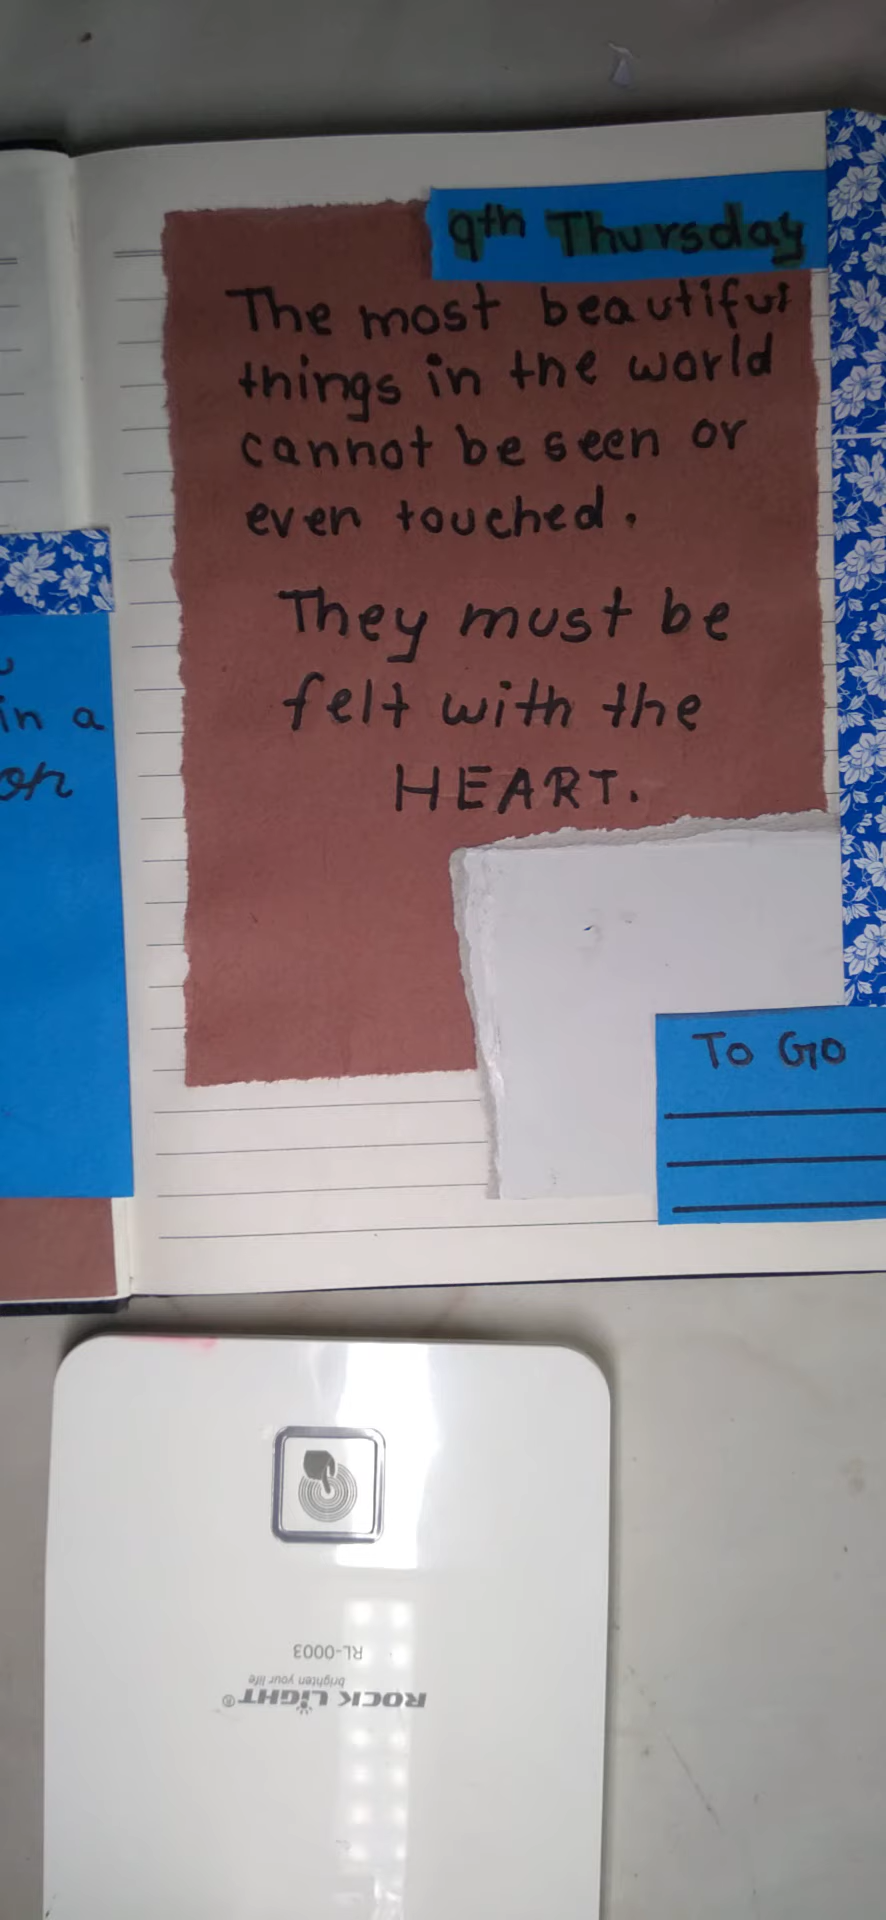 9th Thursday
The most beautiful
things in the world
cannot be seen or
even touched.
They must be
felt with the
HEART.
in a
To Go
RL-0003
brighten your life
ROCK LIGHT®